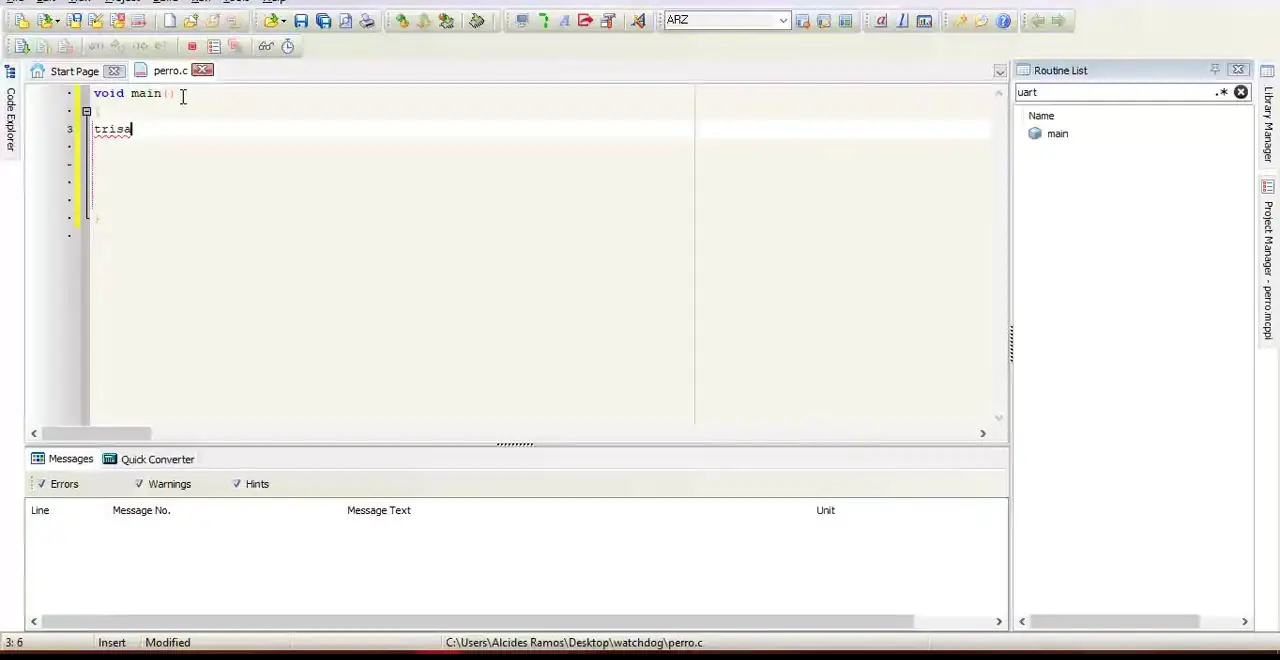 ARZ
Start Page
perro.c
Routine List
Code Explorer
void main()
{
3
trisa
}
uart
.*
Name
main
Library Manager
Project Manager - perro.mcppi
Messages
Quick Converter
Errors
Warnings
Hints
Line
Message No.
Message Text
Unit
3: 6
Insert
Modified
C:\Users\Alcides Ramos\Desktop\watchdog\perro.c